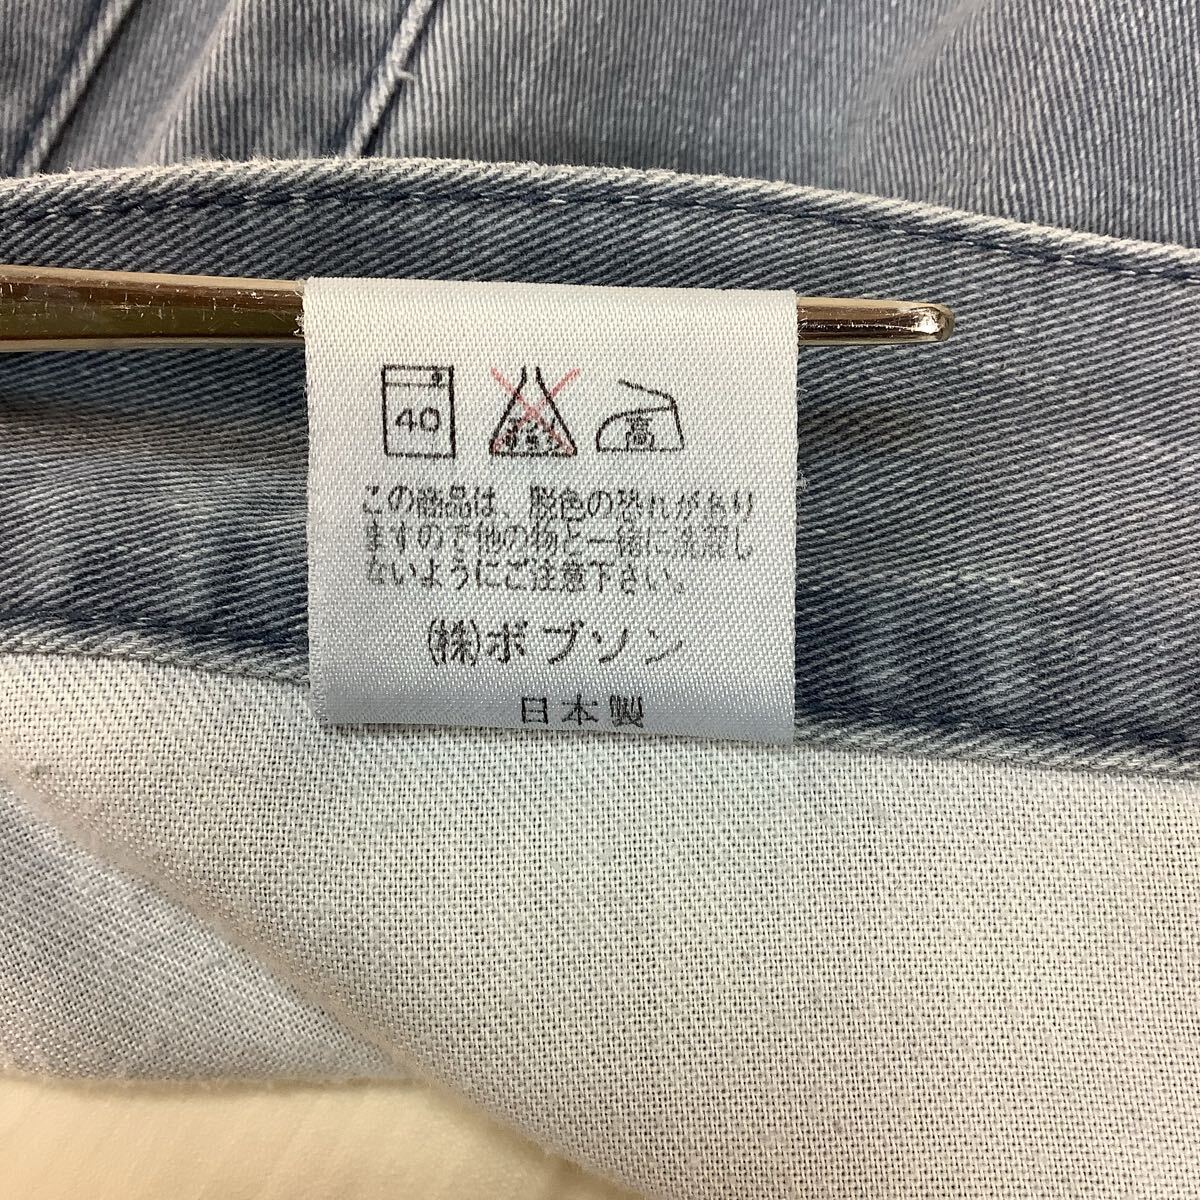 40 高
この商品は、脱色の恐れがあり
ますので他の物と一緒に洗濯し
ないようにご注意下さい。
(株)ボブソン
日本製